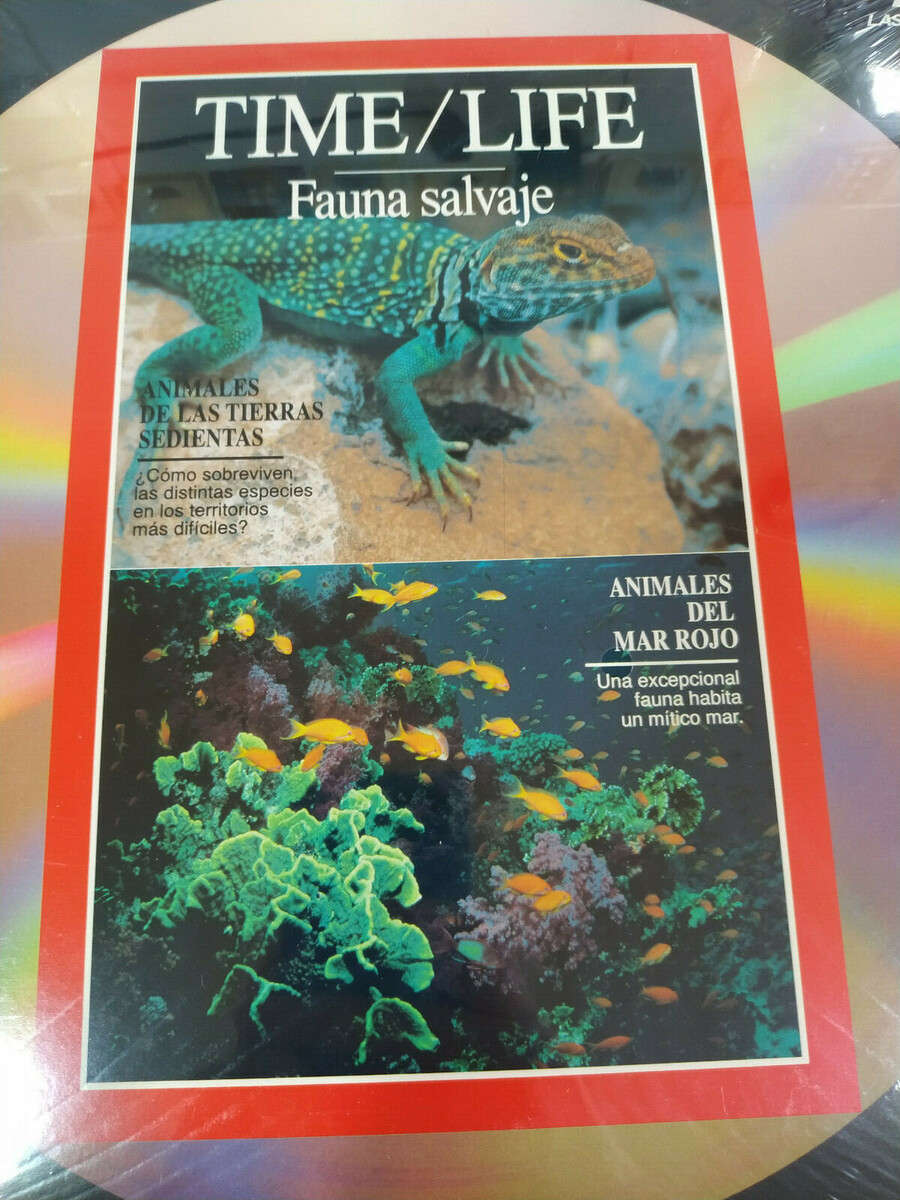 LAS
TIME/LIFE
Fauna salvaje
ANIMALES
DE LAS TIERRAS
SEDIENTAS
¿Cómo sobreviven,
las distintas especies
en los territorios
más difíciles?
ANIMALES
DEL
MAR ROJO
Una excepcional
fauna habita
un mítico mar.